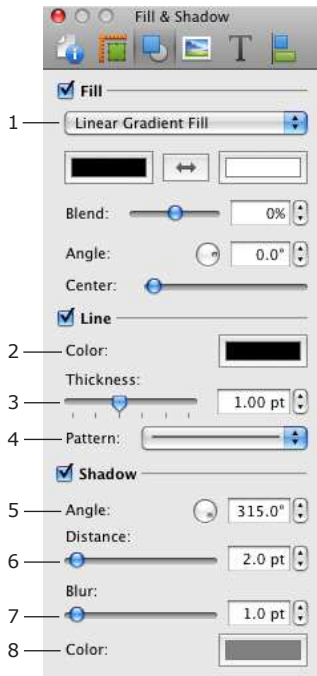 Fill & Shadow
T
Fill
1 Linear Gradient Fill
Blend: 0%
Angle: 0.0°
Center:
Line
2 Color:
Thickness:
3 1.00 pt
4 Pattern:
Shadow
5 Angle: 315.0°
Distance:
6 2.0 pt
Blur:
7 1.0 pt
8 Color: